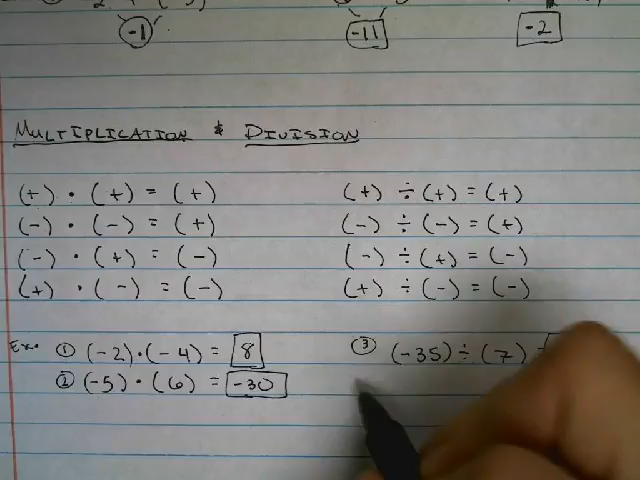 -1
-11
-2
MULTIPLICATION & DIVISION
(+) · (+) = (+)
(-) · (-) = (+)
(-) · (+) = (-)
(+) · (-) = (-)
(+) ÷ (+) = (+)
(-) ÷ (-) = (+)
(-) ÷ (+) = (-)
(+) ÷ (-) = (-)
Ex. ① (-2)·(-4) = 8
② (-5) · (6) = -30
③ (-35) ÷ (7) =